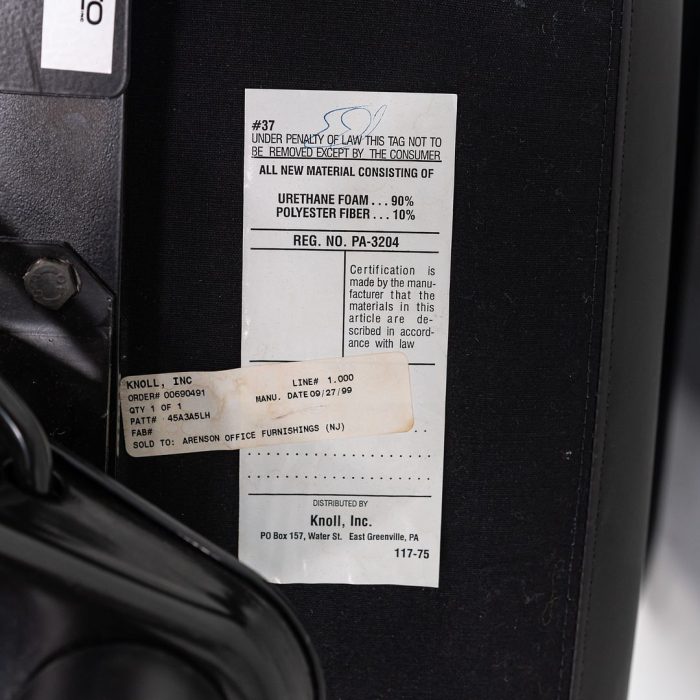 #37
UNDER PENALTY OF LAW THIS TAG NOT TO
BE REMOVED EXCEPT BY THE CONSUMER
ALL NEW MATERIAL CONSISTING OF
URETHANE FOAM . . . 90%
POLYESTER FIBER . . . 10%
REG. NO. PA-3204
Certification is
made by the manu-
facturer that the
materials in this
article are de-
scribed in accord-
ance with law
KNOLL, INC LINE# 1.000
ORDER# 00690491 MANU. DATE 09/27/99
QTY 1 OF 1
PATT# 45A3A5LH
FAB#
SOLD TO: ARENSON OFFICE FURNISHINGS (NJ)
DISTRIBUTED BY
Knoll, Inc.
PO Box 157, Water St. East Greenville, PA
117-75